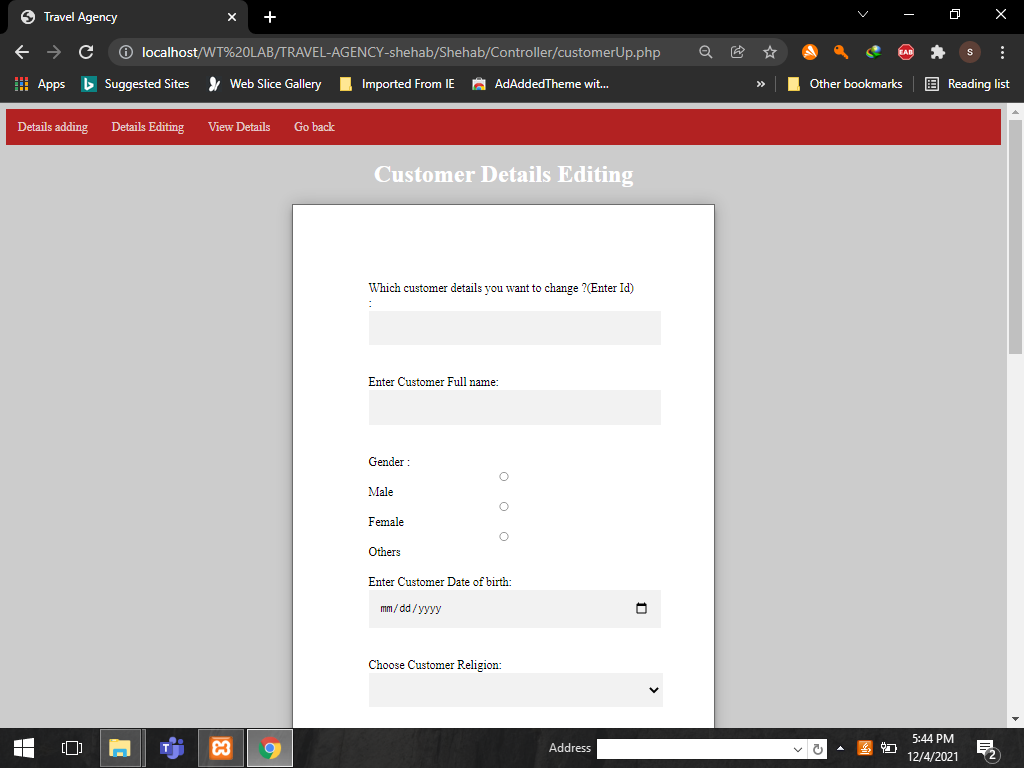 Travel Agency
localhost/WT%20LAB/TRAVEL-AGENCY-shehab/Shehab/Controller/customerUp.php
EAB
S
Apps
Suggested Sites
Web Slice Gallery
Imported From IE
AdAddedTheme wit...
»
Other bookmarks
Reading list
Details adding
Details Editing
View Details
Go back
Customer Details Editing
Which customer details you want to change ?(Enter Id)
:
Enter Customer Full name:
Gender :
Male
Female
Others
Enter Customer Date of birth:
mm/dd/yyyy
Choose Customer Religion:
Address
5:44 PM
12/4/2021
2